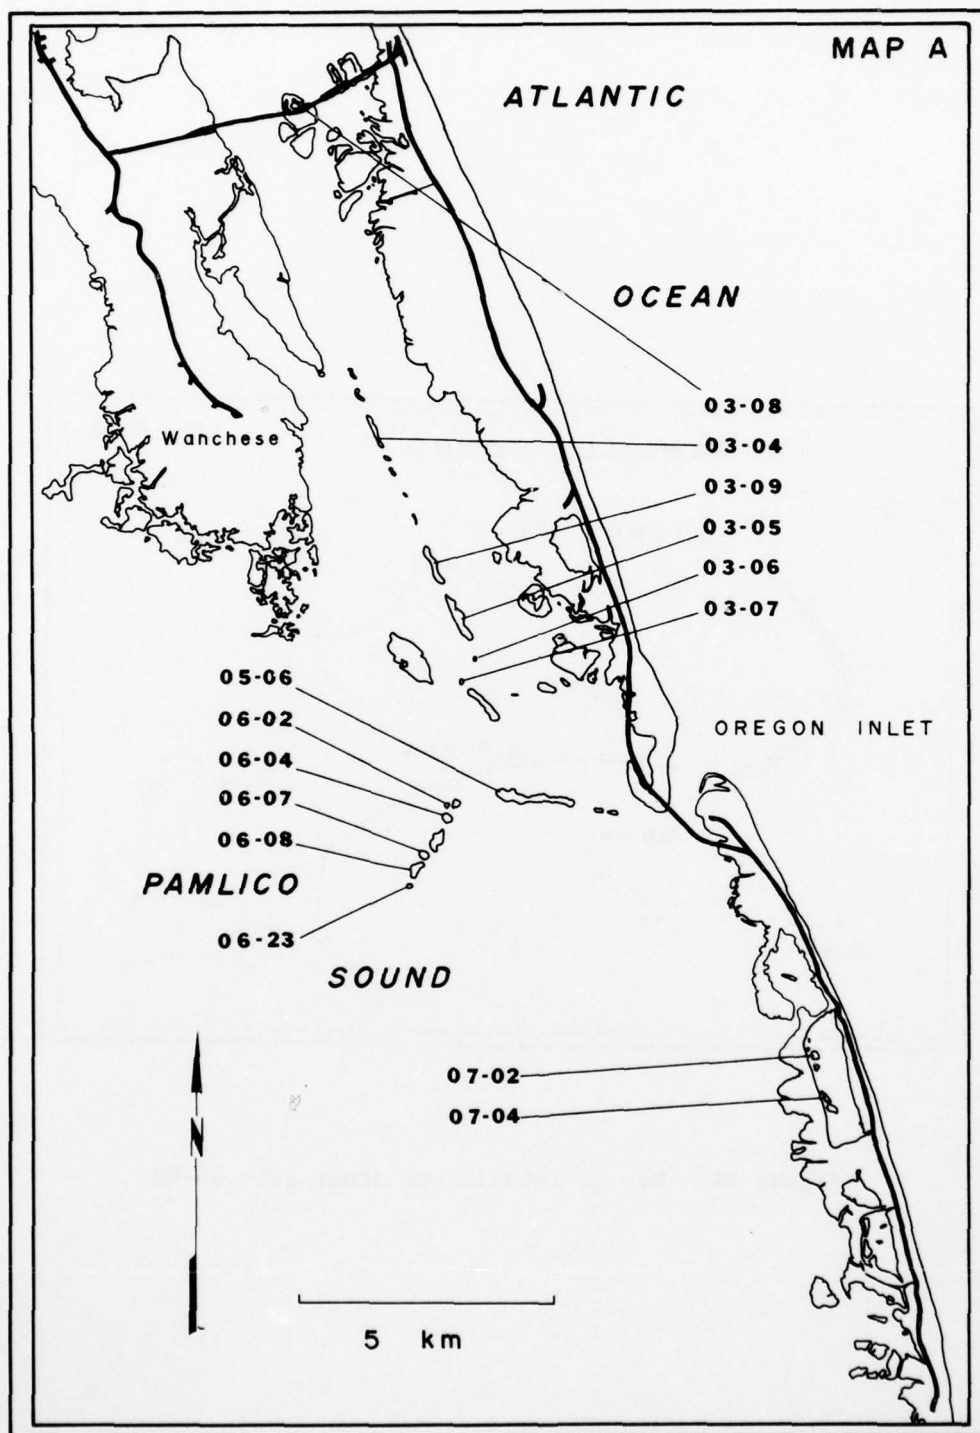 MAP A
ATLANTIC
OCEAN
03-08
03-04
Wanchese
03-09
03-05
03-06
03-07
05-06
06-02
OREGON INLET
06-04
06-07
06-08
PAMLICO
06-23
SOUND
07-02
07-04
N
5 km